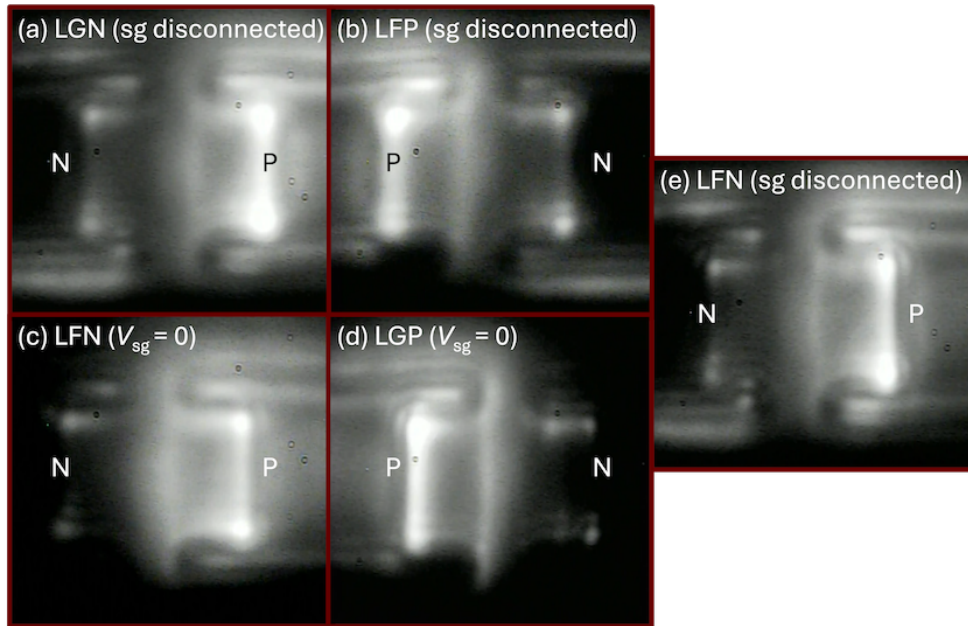 (a) LGN (sg disconnected)
N
P
(b) LFP (sg disconnected)
P
N
(c) LFN (Vsg = 0)
N
P
(d) LGP (Vsg = 0)
P
N
(e) LFN (sg disconnected)
N
P